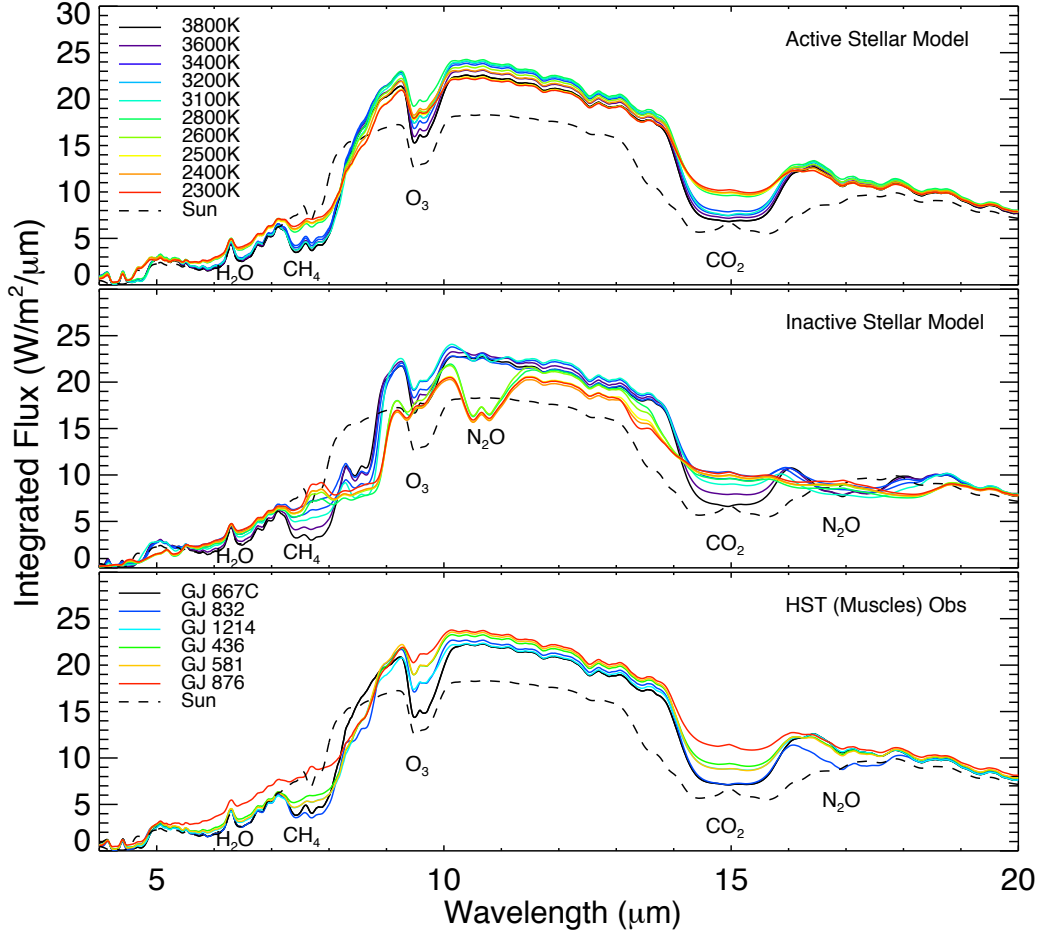 Integrated Flux (W/m²/μm)
30
25
20
15
10
5
0
3800K
3600K
3400K
3200K
3100K
2800K
2600K
2500K
2400K
2300K
Sun
Active Stellar Model
H₂O
CH₄
O₃
CO₂
25
20
15
10
5
0
Inactive Stellar Model
H₂O
CH₄
O₃
N₂O
CO₂
N₂O
25
20
15
10
5
0
GJ 667C
GJ 832
GJ 1214
GJ 436
GJ 581
GJ 876
Sun
HST (Muscles) Obs
H₂O
CH₄
O₃
CO₂
N₂O
5 10 15 20
Wavelength (μm)